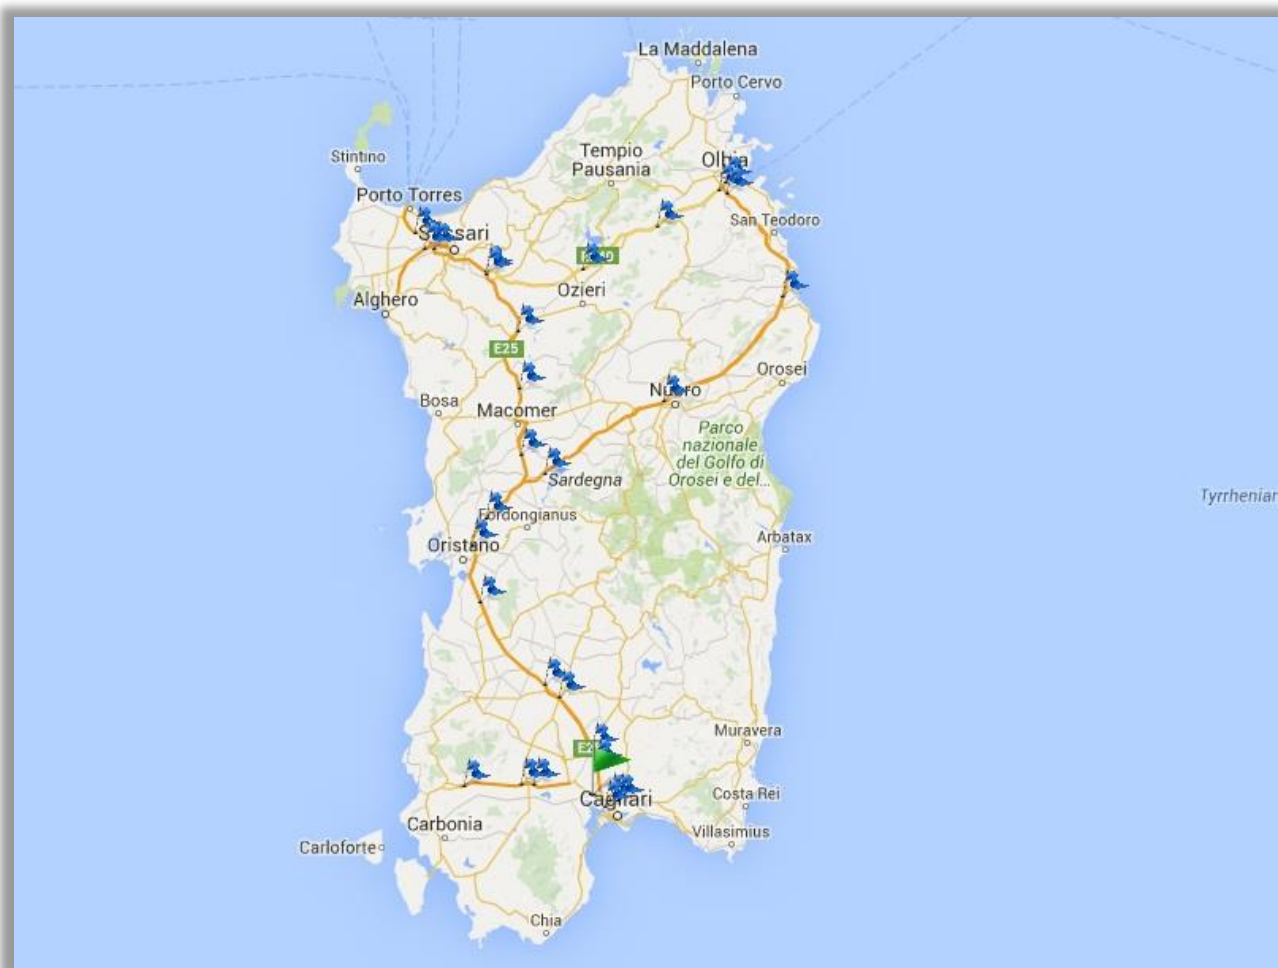 La Maddalena
Porto Cervo
Stintino
Tempio
Pausania
Olbia
Porto Torres
San Teodoro
Sassari
Ozieri
Alghero
E25
Orosei
Nuoro
Bosa
Macomer
Parco
nazionale
del Golfo di
Orosei e del...
Sardegna
Tyrrhenian
Fordongianus
Arbatax
Oristano
Muravera
Costa Rei
Cagliari
Carbonia
Villasimius
Carloforte
Chia